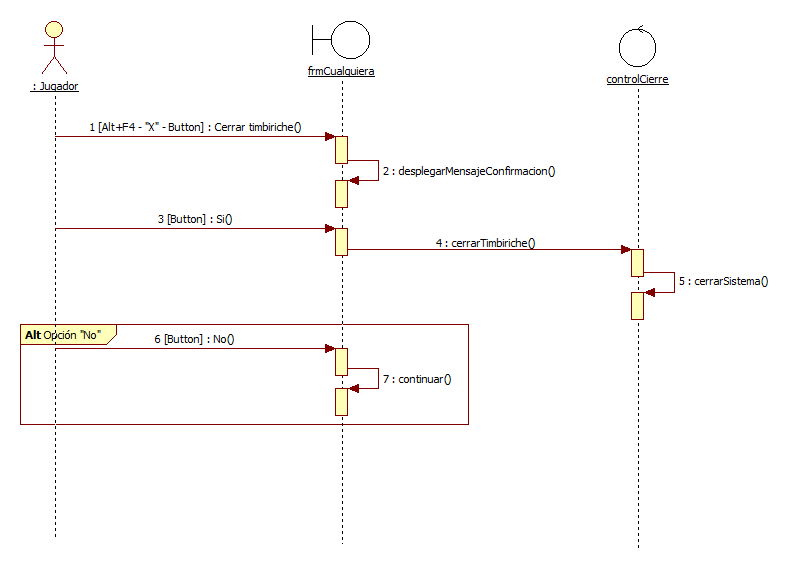 : Jugador
frmCualquiera
controlCierre
1 [Alt+F4 - "X" - Button] : Cerrar timbiriche()
2 : desplegarMensajeConfirmacion()
3 [Button] : Si()
4 : cerrarTimbiriche()
5 : cerrarSistema()
Alt Opción "No"
6 [Button] : No()
7 : continuar()